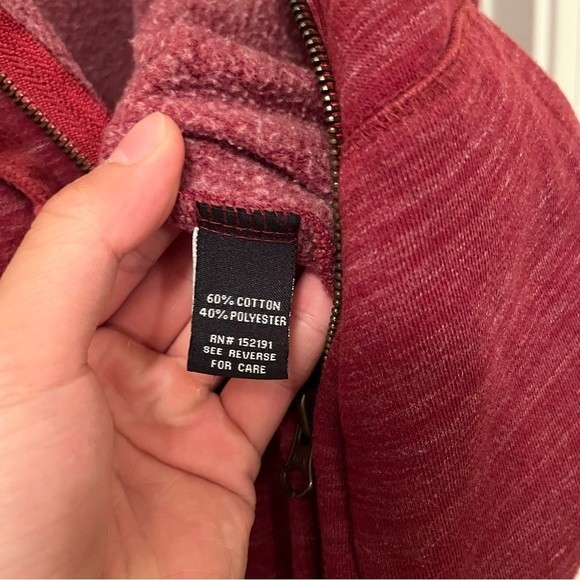 60% COTTON
40% POLYESTER
RN# 152191
SEE REVERSE
FOR CARE